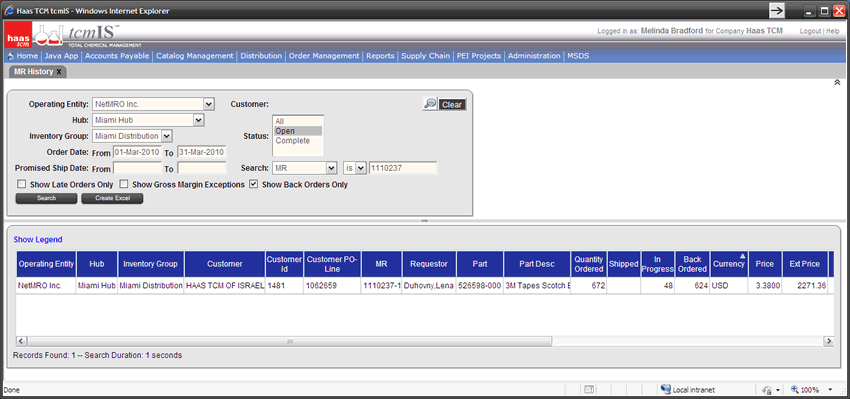 Haas TCM tcmIS - Windows Internet Explorer
haas tcm
tcmIS™
TOTAL CHEMICAL MANAGEMENT
Logged in as: Melinda Bradford for Company Haas TCM
Logout | Help
Home | Java App | Accounts Payable | Catalog Management | Distribution | Order Management | Reports | Supply Chain | PEI Projects | Administration | MSDS
MR History X
Operating Entity: NetMRO Inc. Customer: Clear
Hub: Miami Hub
All
Inventory Group: Miami Distribution Status: Open
Complete
Order Date: From 01-Mar-2010 To 31-Mar-2010
Promised Ship Date: From To Search: MR is 1110237
Show Late Orders Only Show Gross Margin Exceptions Show Back Orders Only
Search Create Excel
Show Legend
Operating Entity Hub Inventory Group Customer Customer Id Customer PO-Line MR Requestor Part Part Desc Quantity Ordered Shipped In Progress Back Ordered Currency Price Ext Price
NetMRO Inc. Miami Hub Miami Distribution HAAS TCM OF ISRAEL 1481 1062659 1110237-1 Duhovny,Lena 526598-000 3M Tapes Scotch 672 48 624 USD 3.3800 2271.36
Records Found: 1 -- Search Duration: 1 seconds
Done Local intranet 100%